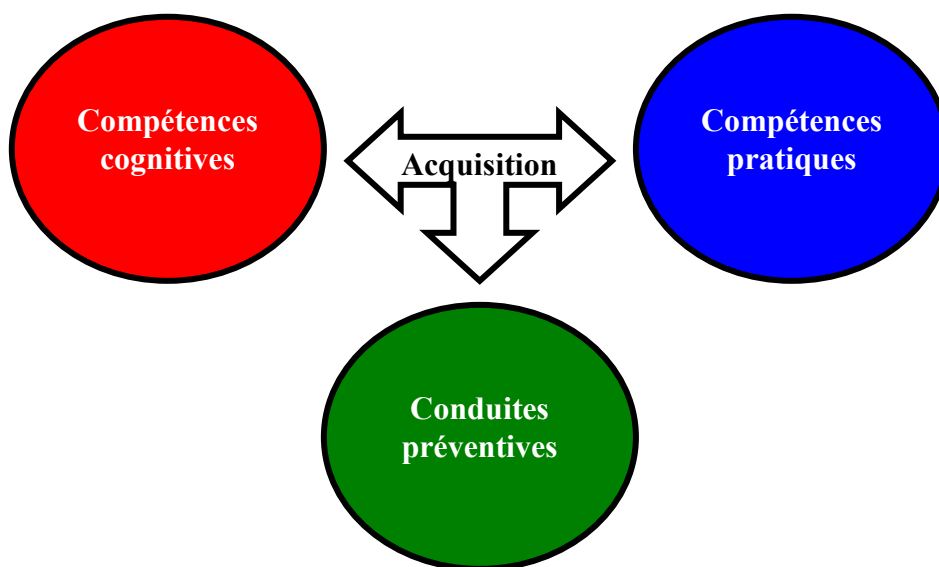 Compétences
cognitives
Acquisition
Compétences
pratiques
Conduites
préventives